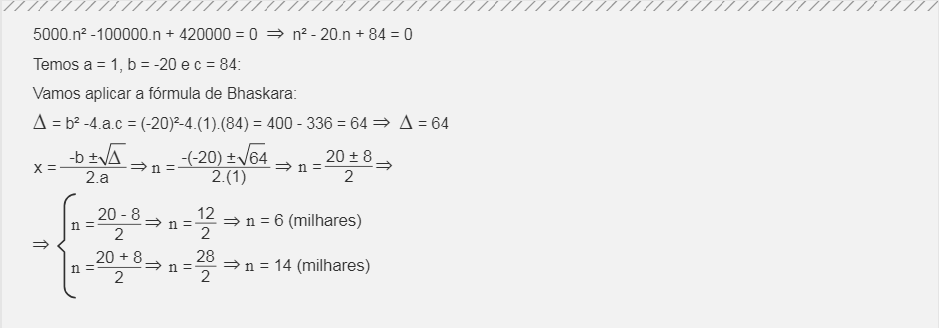 5000.n² -100000.n + 420000 = 0 ⇒ n² - 20.n + 84 = 0
Temos a = 1, b = -20 e c = 84:
Vamos aplicar a fórmula de Bhaskara:
Δ = b² -4.a.c = (-20)²-4.(1).(84) = 400 - 336 = 64 ⇒ Δ = 64
x = -b ±√Δ / 2.a ⇒ n = -(-20) ±√64 / 2.(1) ⇒ n = 20 ± 8 / 2 ⇒
⇒ { n = 20 - 8 / 2 ⇒ n = 12 / 2 ⇒ n = 6 (milhares)
n = 20 + 8 / 2 ⇒ n = 28 / 2 ⇒ n = 14 (milhares)